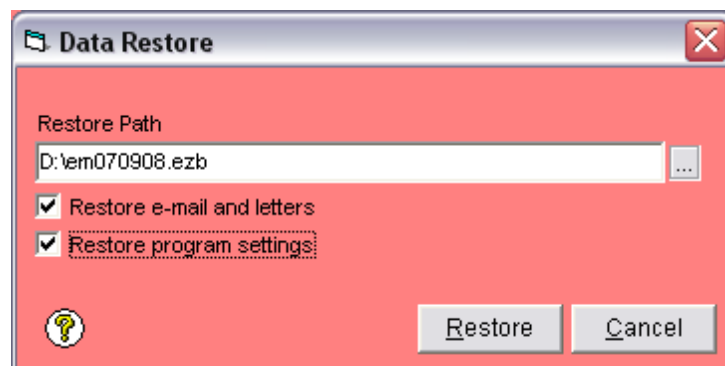 Data Restore
Restore Path
D:\em070908.ezb
...
Restore e-mail and letters
Restore program settings
?
Restore
Cancel